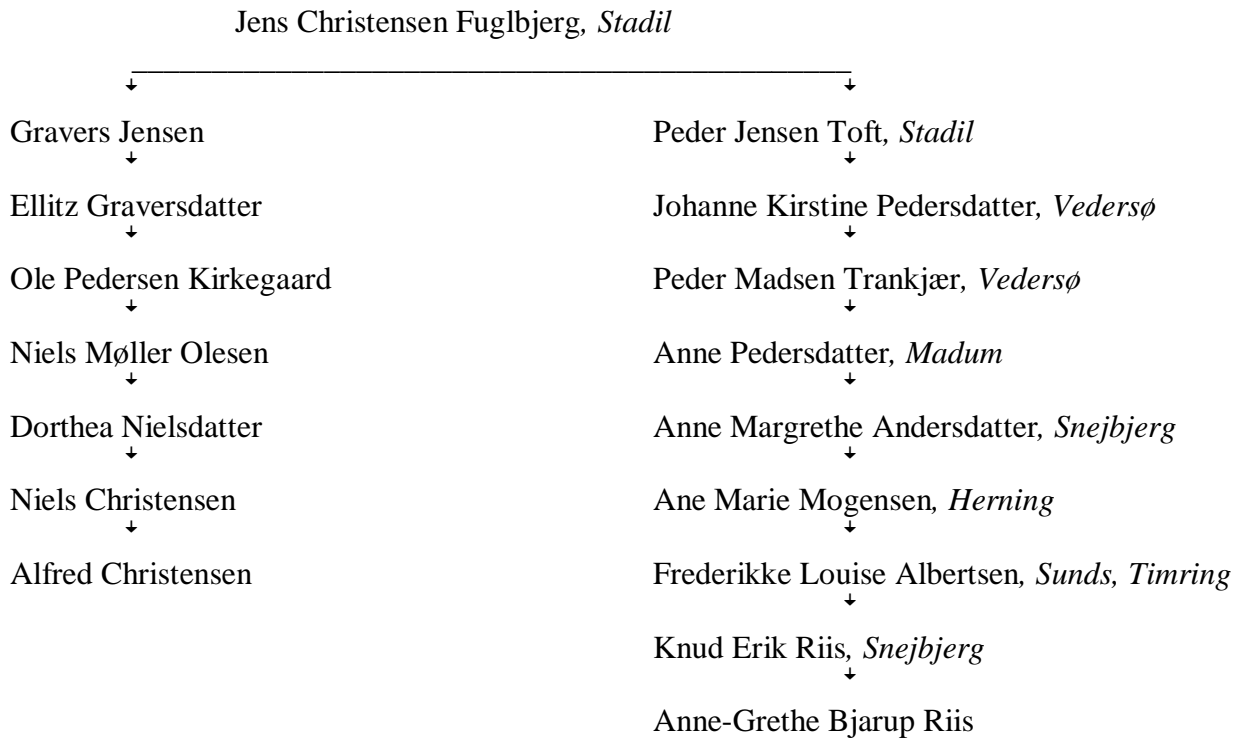 Jens Christensen Fuglbjerg, Stadil
Gravers Jensen Peder Jensen Toft, Stadil
Ellitz Graversdatter Johanne Kirstine Pedersdatter, Vedersø
Ole Pedersen Kirkegaard Peder Madsen Trankjær, Vedersø
Niels Møller Olesen Anne Pedersdatter, Madum
Dorthea Nielsdatter Anne Margrethe Andersdatter, Snejbjerg
Niels Christensen Ane Marie Mogensen, Herning
Alfred Christensen Frederikke Louise Albertsen, Sunds, Timring
Knud Erik Riis, Snejbjerg
Anne-Grethe Bjarup Riis